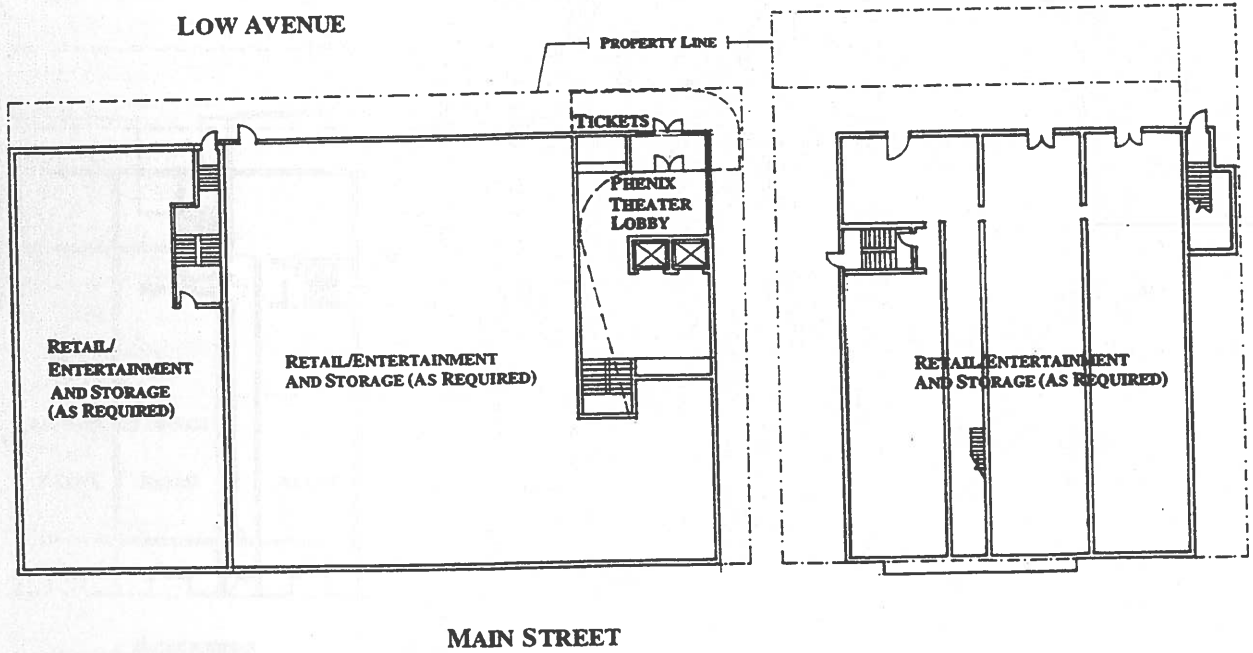 LOW AVENUE
PROPERTY LINE
TICKETS
PHENIX
THEATER
LOBBY
RETAIL/
ENTERTAINMENT
AND STORAGE
(AS REQUIRED)
RETAIL/ENTERTAINMENT
AND STORAGE (AS REQUIRED)
RETAIL/ENTERTAINMENT
AND STORAGE (AS REQUIRED)
MAIN STREET